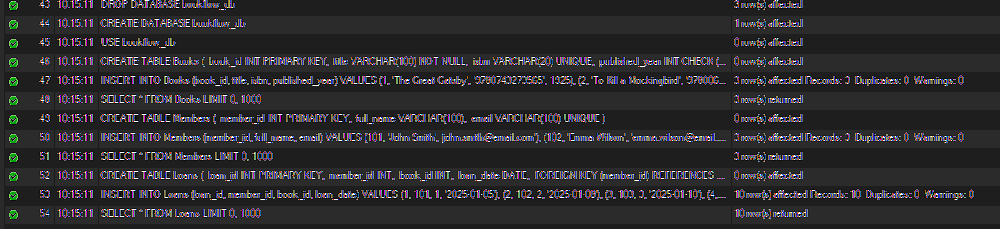 43 10:15:11 DROP DATABASE bookflow_db 3 row(s) affected
44 10:15:11 CREATE DATABASE bookflow_db 1 row(s) affected
45 10:15:11 USE bookflow_db 0 row(s) affected
46 10:15:11 CREATE TABLE Books ( book_id INT PRIMARY KEY, title VARCHAR(100) NOT NULL, isbn VARCHAR(20) UNIQUE, published_year INT CHECK (... 0 row(s) affected
47 10:15:11 INSERT INTO Books (book_id, title, isbn, published_year) VALUES (1, 'The Great Gatsby', '9780743273565', 1925), (2, 'To Kill a Mockingbird', '978006... 3 row(s) affected Records: 3 Duplicates: 0 Warnings: 0
48 10:15:11 SELECT * FROM Books LIMIT 0, 1000 3 row(s) returned
49 10:15:11 CREATE TABLE Members ( member_id INT PRIMARY KEY, full_name VARCHAR(100), email VARCHAR(100) UNIQUE ) 0 row(s) affected
50 10:15:11 INSERT INTO Members (member_id, full_name, email) VALUES (101, 'John Smith', 'john.smith@email.com'), (102, 'Emma Wilson', 'emma.wilson@email.... 3 row(s) affected Records: 3 Duplicates: 0 Warnings: 0
51 10:15:11 SELECT * FROM Members LIMIT 0, 1000 3 row(s) returned
52 10:15:11 CREATE TABLE Loans ( loan_id INT PRIMARY KEY, member_id INT, book_id INT, loan_date DATE, FOREIGN KEY (member_id) REFERENCES ... 0 row(s) affected
53 10:15:11 INSERT INTO Loans (loan_id, member_id, book_id, loan_date) VALUES (1, 101, 1, '2025-01-05'), (2, 102, 2, '2025-01-08'), (3, 103, 3, '2025-01-10'), (4,... 10 row(s) affected Records: 10 Duplicates: 0 Warnings: 0
54 10:15:11 SELECT * FROM Loans LIMIT 0, 1000 10 row(s) returned